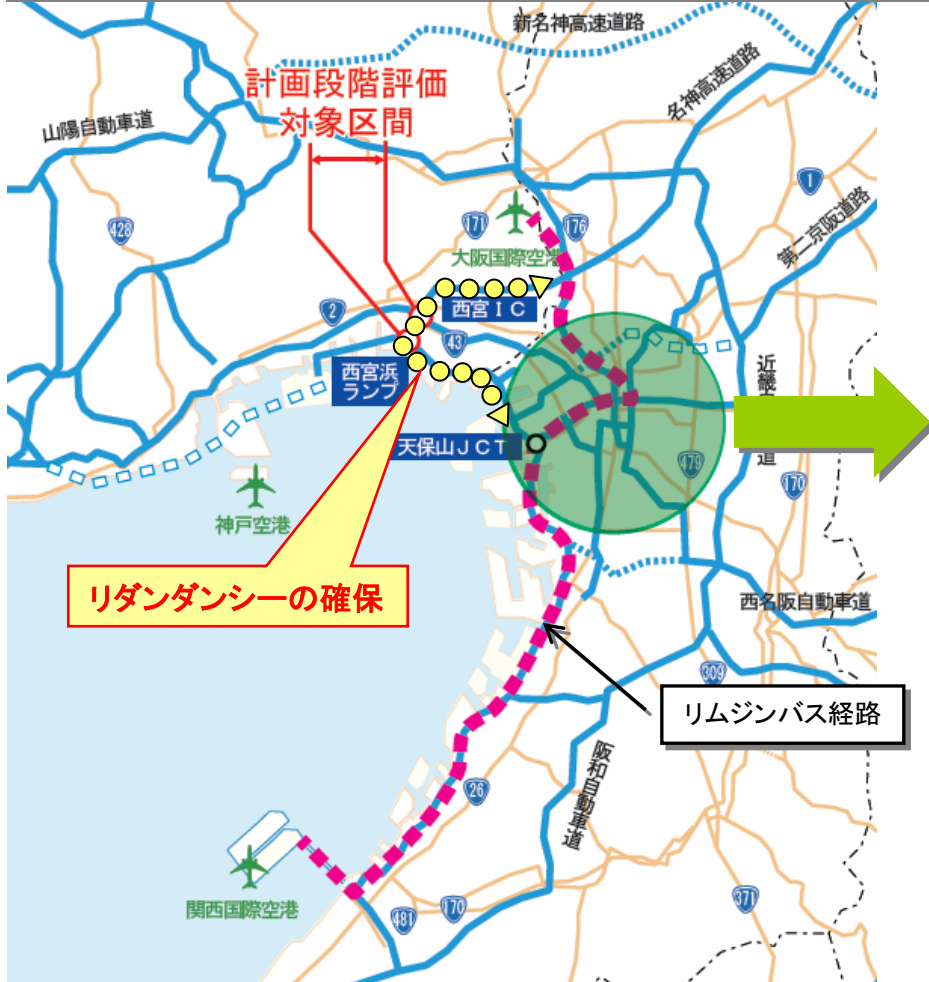 新名神高速道路
計画段階評価
対象区間
名神高速道路
山陽自動車道
1
428
171
176
第二京阪道路
大阪国際空港
西宮IC
2
43
西宮浜
ランプ
天保山JCT
479
170
神戸空港
リダンダンシーの確保
西名阪自動車道
309
リムジンバス経路
阪和自動車道
26
関西国際空港
481
170
371